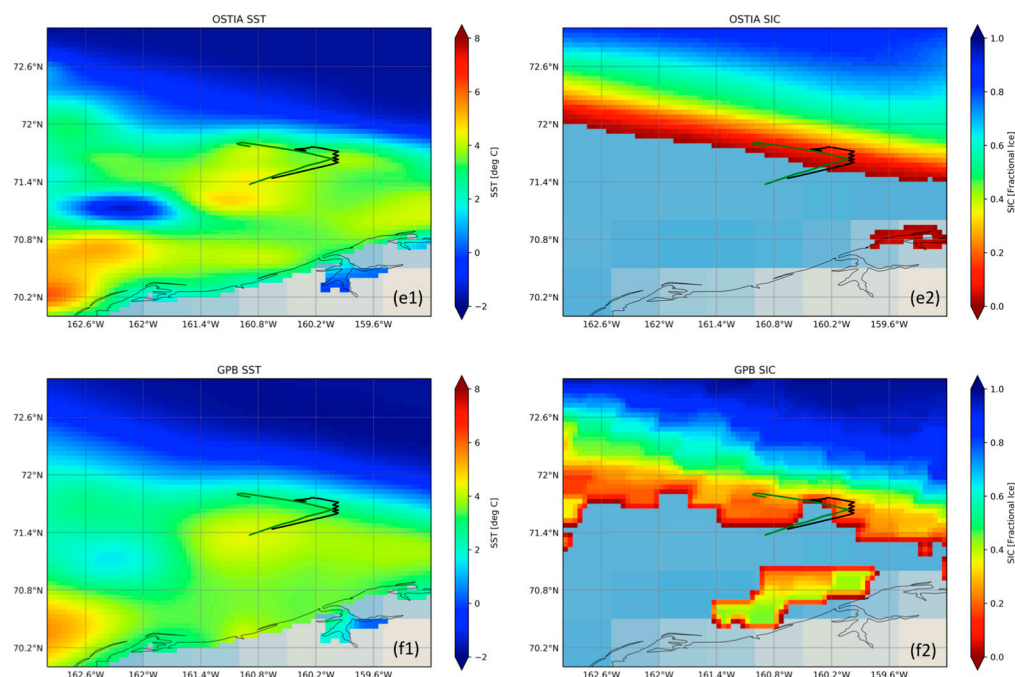 OSTIA SST
72.6°N
72°N
71.4°N
70.8°N
70.2°N
162.6°W 162°W 161.4°W 160.8°W 160.2°W 159.6°W
8
6
4
2
0
−2
SST [deg C]
(e1)
OSTIA SIC
72.6°N
72°N
71.4°N
70.8°N
70.2°N
162.6°W 162°W 161.4°W 160.8°W 160.2°W 159.6°W
1.0
0.8
0.6
0.4
0.2
0.0
SIC [Fractional Ice]
(e2)
GPB SST
72.6°N
72°N
71.4°N
70.8°N
70.2°N
162.6°W 162°W 161.4°W 160.8°W 160.2°W 159.6°W
8
6
4
2
0
−2
SST [deg C]
(f1)
GPB SIC
72.6°N
72°N
71.4°N
70.8°N
70.2°N
162.6°W 162°W 161.4°W 160.8°W 160.2°W 159.6°W
1.0
0.8
0.6
0.4
0.2
0.0
SIC [Fractional Ice]
(f2)